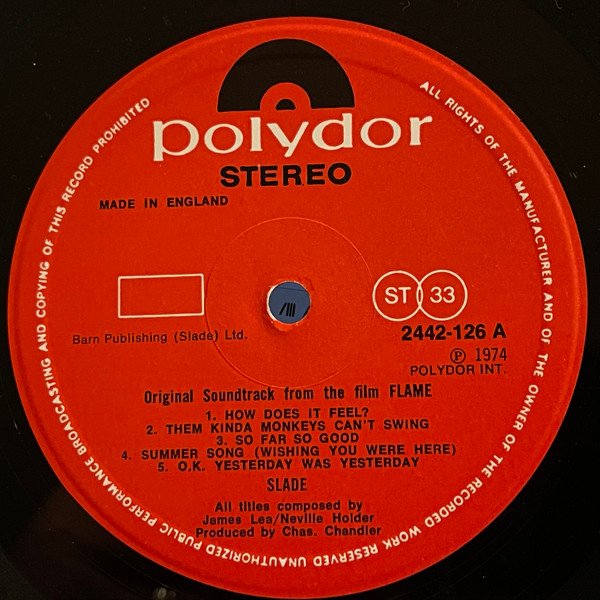 polydor
STEREO
MADE IN ENGLAND
ST 33
2442-126 A
Ⓟ 1974
POLYDOR INT.
Barn Publishing (Slade) Ltd.
Original Soundtrack from the film FLAME
1. HOW DOES IT FEEL?
2. THEM KINDA MONKEYS CAN'T SWING
3. SO FAR SO GOOD
4. SUMMER SONG (WISHING YOU WERE HERE)
5. O.K. YESTERDAY WAS YESTERDAY
SLADE
All titles composed by
James Lea/Neville Holder
Produced by Chas. Chandler
ALL RIGHTS OF THE MANUFACTURER AND OF THE OWNER OF THE RECORDED WORK RESERVED UNAUTHORIZED PUBLIC PERFORMANCE BROADCASTING AND COPYING OF THIS RECORD PROHIBITED